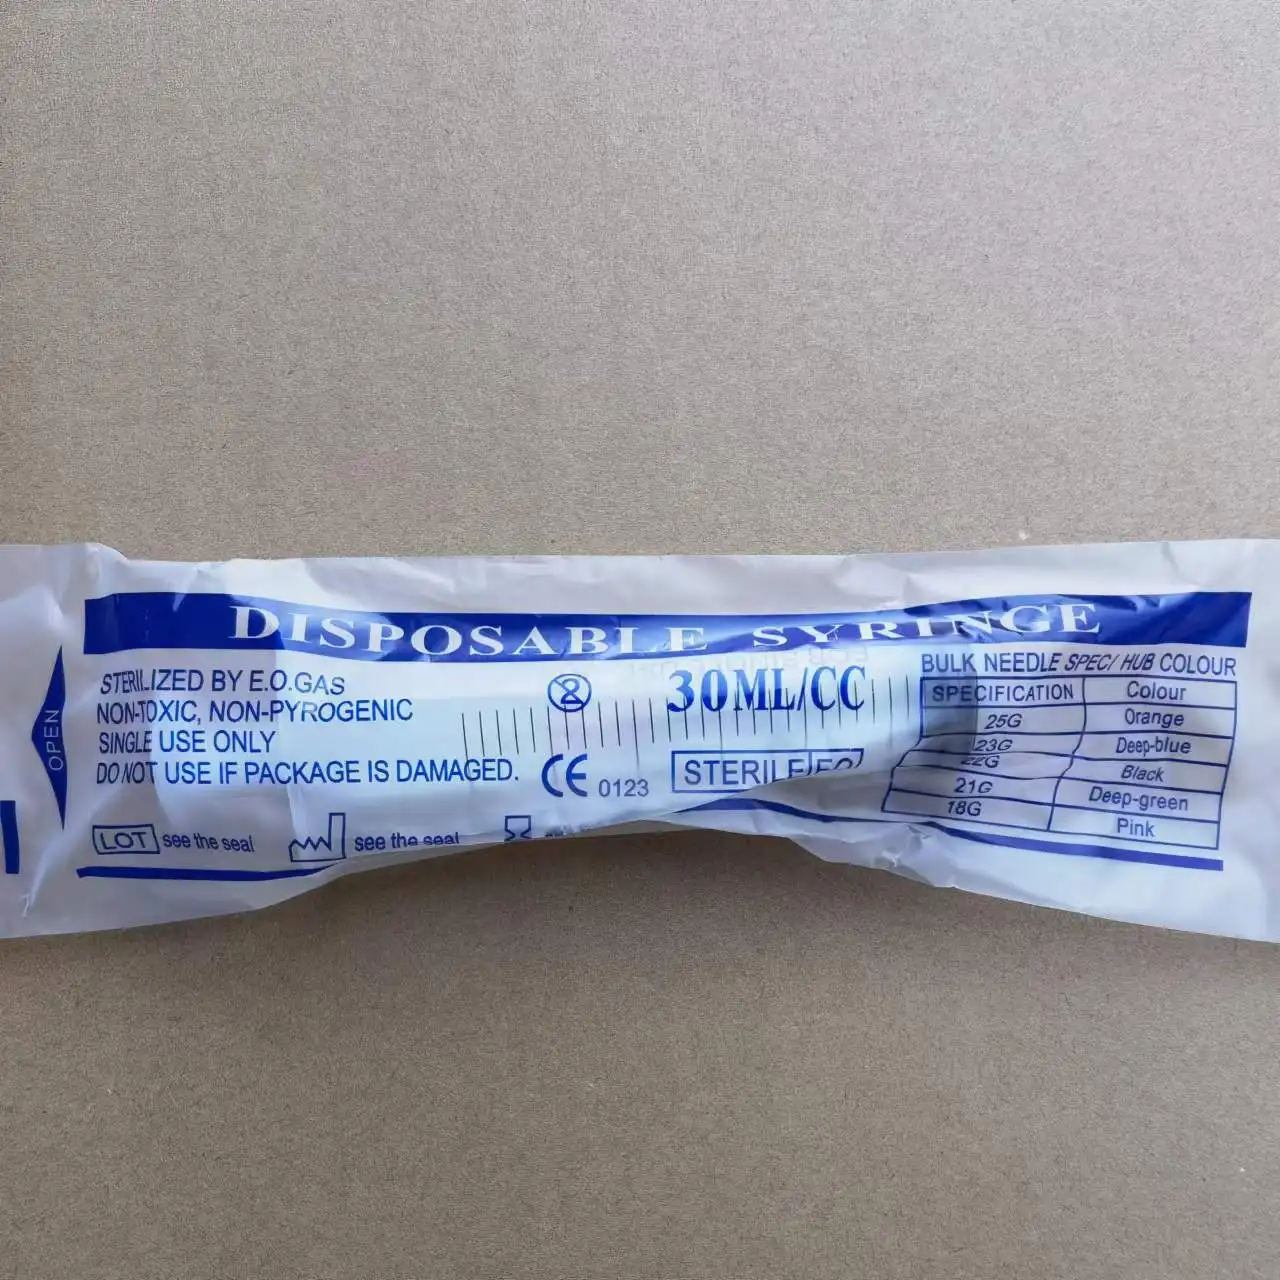 DISPOSABLE SYRINGE
OPEN
STERILIZED BY E.O.GAS
NON-TOXIC, NON-PYROGENIC
SINGLE USE ONLY
DO NOT USE IF PACKAGE IS DAMAGED.
2
30ML/CC
CE 0123
STERILE EO
LOT see the seal
see the seal
BULK NEEDLE SPEC/ HUB COLOUR
SPECIFICATION Colour
25G Orange
23G Deep-blue
22G Black
21G Deep-green
18G Pink